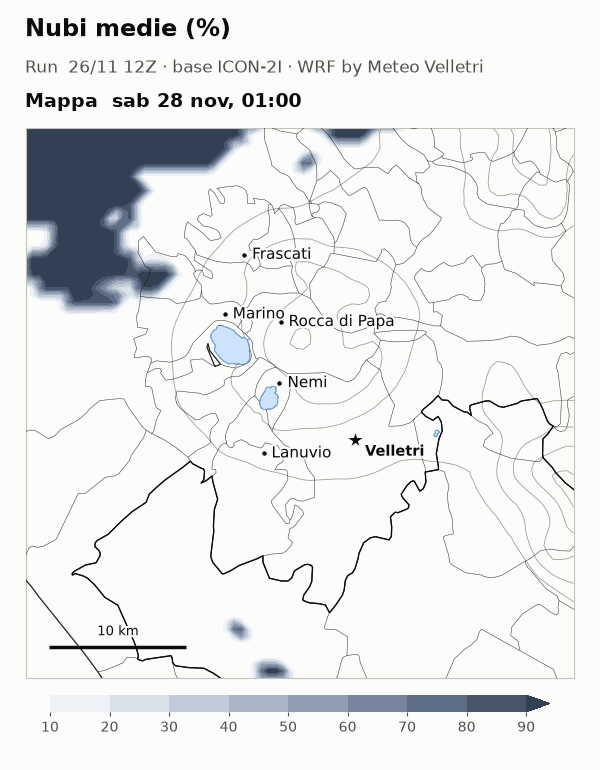 Nubi medie (%)
Run  26/11 12Z · base ICON-2I · WRF by Meteo Velletri
Mappa  sab 28 nov, 01:00
Frascati
Marino
Rocca di Papa
Nemi
Velletri
Lanuvio
10 km
10 20 30 40 50 60 70 80 90